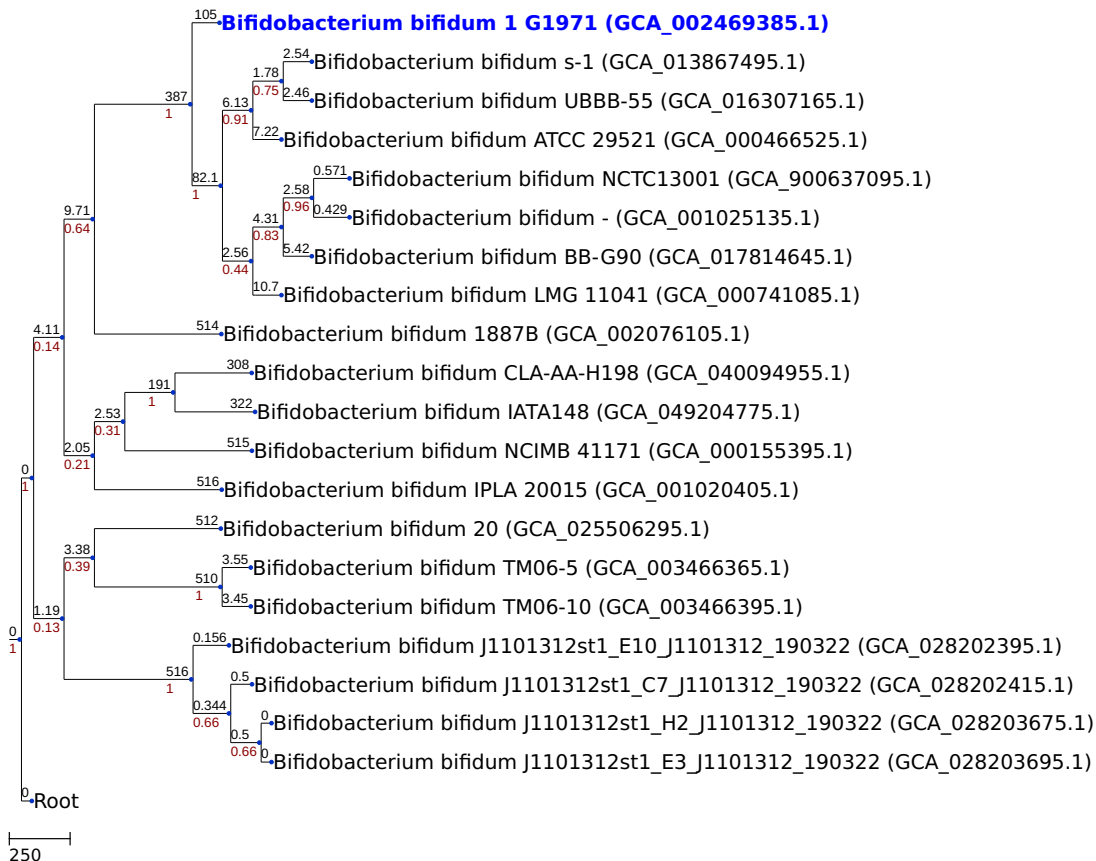 105
Bifidobacterium bifidum 1 G1971 (GCA_002469385.1)
2.54
Bifidobacterium bifidum s-1 (GCA_013867495.1)
1.78
0.75
2.46
Bifidobacterium bifidum UBBB-55 (GCA_016307165.1)
387
1
6.13
0.91
7.22
Bifidobacterium bifidum ATCC 29521 (GCA_000466525.1)
0.571
Bifidobacterium bifidum NCTC13001 (GCA_900637095.1)
82.1
1
2.58
0.96
0.429
Bifidobacterium bifidum - (GCA_001025135.1)
9.71
0.64
4.31
0.83
5.42
Bifidobacterium bifidum BB-G90 (GCA_017814645.1)
2.56
0.44
10.7
Bifidobacterium bifidum LMG 11041 (GCA_000741085.1)
4.11
0.14
514
Bifidobacterium bifidum 1887B (GCA_002076105.1)
308
Bifidobacterium bifidum CLA-AA-H198 (GCA_040094955.1)
191
1
322
Bifidobacterium bifidum IATA148 (GCA_049204775.1)
2.53
0.31
515
Bifidobacterium bifidum NCIMB 41171 (GCA_000155395.1)
2.05
0.21
0
1
516
Bifidobacterium bifidum IPLA 20015 (GCA_001020405.1)
512
Bifidobacterium bifidum 20 (GCA_025506295.1)
3.38
0.39
3.55
Bifidobacterium bifidum TM06-5 (GCA_003466365.1)
510
1
3.45
Bifidobacterium bifidum TM06-10 (GCA_003466395.1)
1.19
0.13
0
1
0.156
Bifidobacterium bifidum J1101312st1_E10_J1101312_190322 (GCA_028202395.1)
516
1
0.5
Bifidobacterium bifidum J1101312st1_C7_J1101312_190322 (GCA_028202415.1)
0.344
0.66
0
Bifidobacterium bifidum J1101312st1_H2_J1101312_190322 (GCA_028203675.1)
0.5
0.66
0
Bifidobacterium bifidum J1101312st1_E3_J1101312_190322 (GCA_028203695.1)
0
Root
250